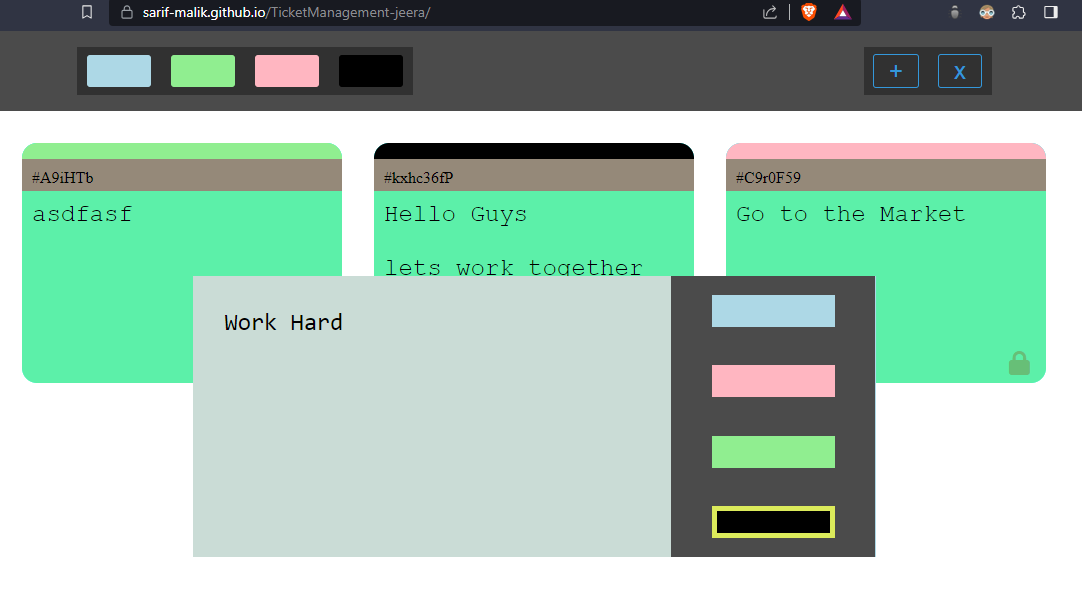 sarif-malik.github.io/TicketManagement-jeera/
+ X
#A9iHTb
asdfasf
#kxhc36fP
Hello Guys
lets work together
#C9r0F59
Go to the Market
Work Hard